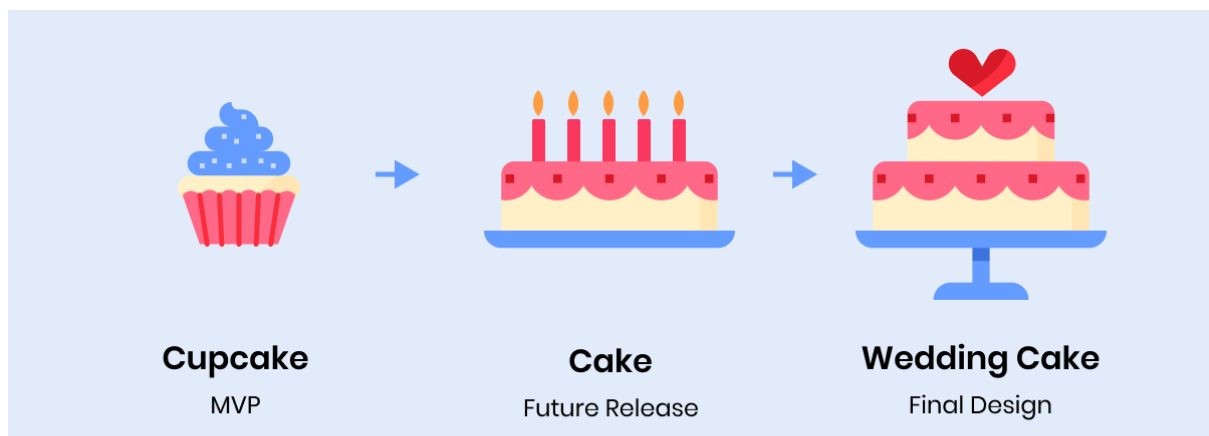 Cupcake
MVP
Cake
Future Release
Wedding Cake
Final Design